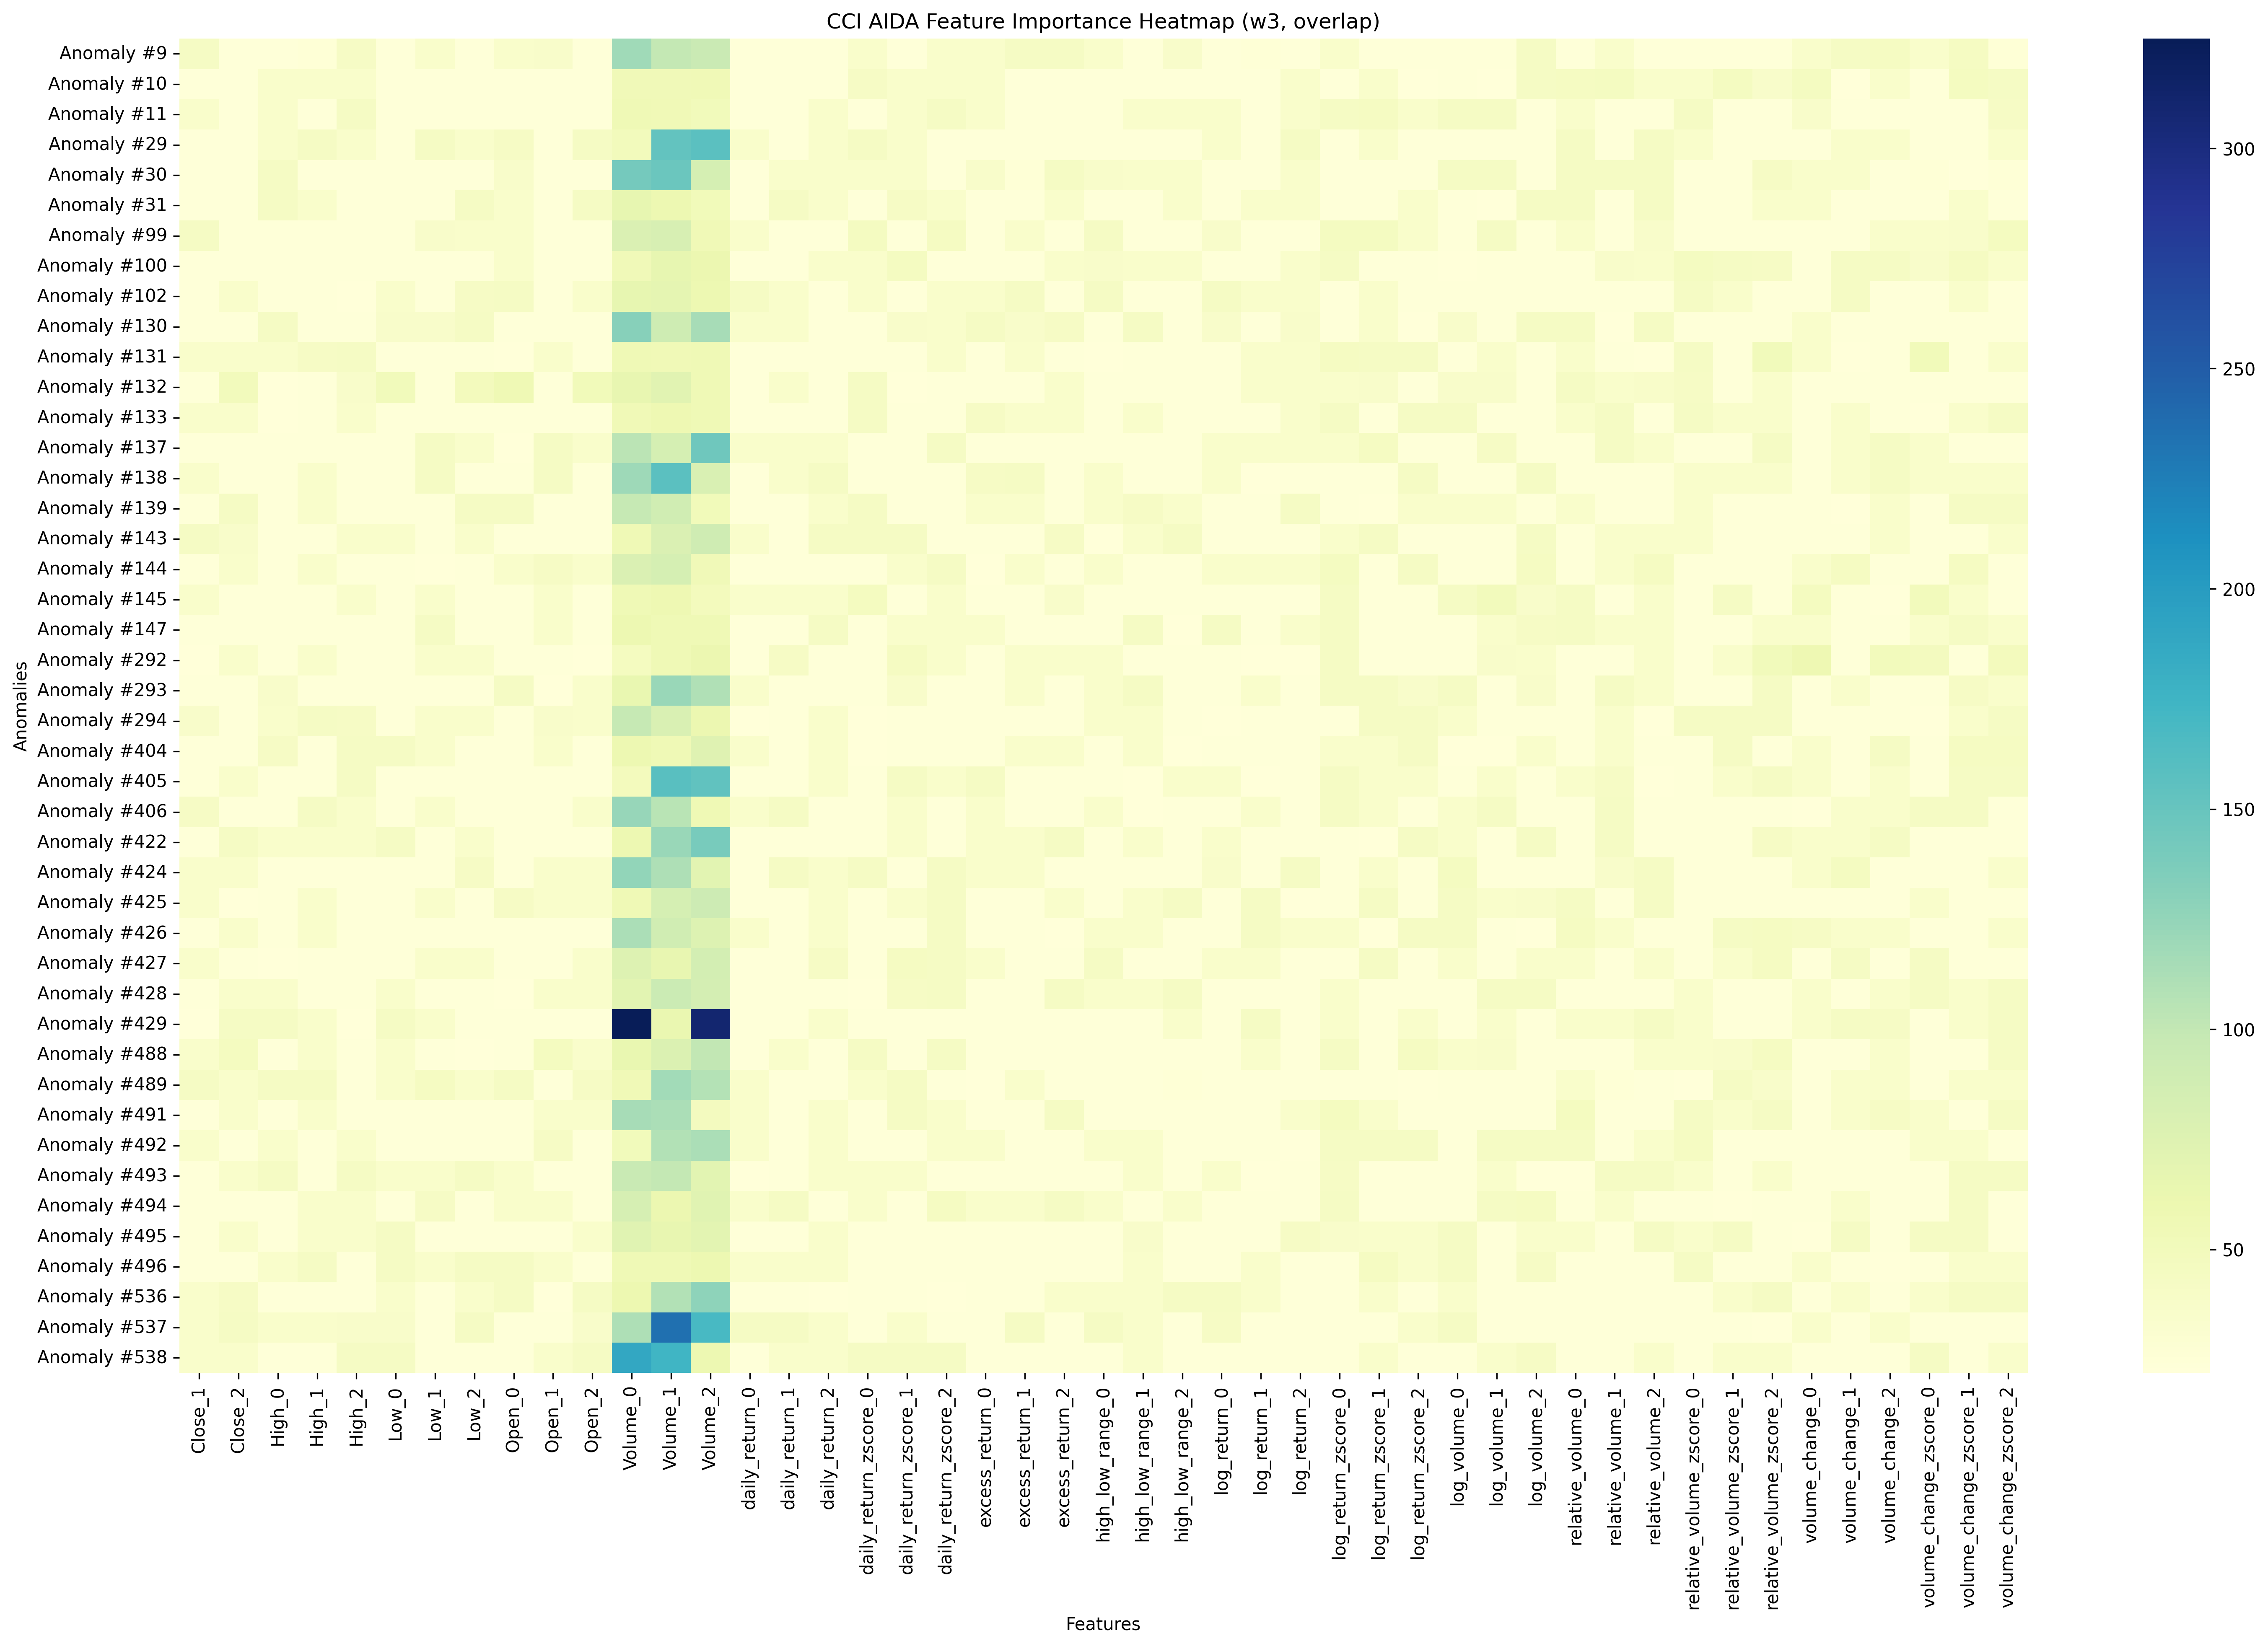 CCI AIDA Feature Importance Heatmap (w3, overlap)
Anomalies
Anomaly #9
Anomaly #10
Anomaly #11
Anomaly #29
Anomaly #30
Anomaly #31
Anomaly #99
Anomaly #100
Anomaly #102
Anomaly #130
Anomaly #131
Anomaly #132
Anomaly #133
Anomaly #137
Anomaly #138
Anomaly #139
Anomaly #143
Anomaly #144
Anomaly #145
Anomaly #147
Anomaly #292
Anomaly #293
Anomaly #294
Anomaly #404
Anomaly #405
Anomaly #406
Anomaly #422
Anomaly #424
Anomaly #425
Anomaly #426
Anomaly #427
Anomaly #428
Anomaly #429
Anomaly #488
Anomaly #489
Anomaly #491
Anomaly #492
Anomaly #493
Anomaly #494
Anomaly #495
Anomaly #496
Anomaly #536
Anomaly #537
Anomaly #538
Close_1
Close_2
High_0
High_1
High_2
Low_0
Low_1
Low_2
Open_0
Open_1
Open_2
Volume_0
Volume_1
Volume_2
daily_return_0
daily_return_1
daily_return_2
daily_return_zscore_0
daily_return_zscore_1
daily_return_zscore_2
excess_return_0
excess_return_1
excess_return_2
high_low_range_0
high_low_range_1
high_low_range_2
log_return_0
log_return_1
log_return_2
log_return_zscore_0
log_return_zscore_1
log_return_zscore_2
log_volume_0
log_volume_1
log_volume_2
relative_volume_0
relative_volume_1
relative_volume_2
relative_volume_zscore_0
relative_volume_zscore_1
relative_volume_zscore_2
volume_change_0
volume_change_1
volume_change_2
volume_change_zscore_0
volume_change_zscore_1
volume_change_zscore_2
Features
300
250
200
150
100
50